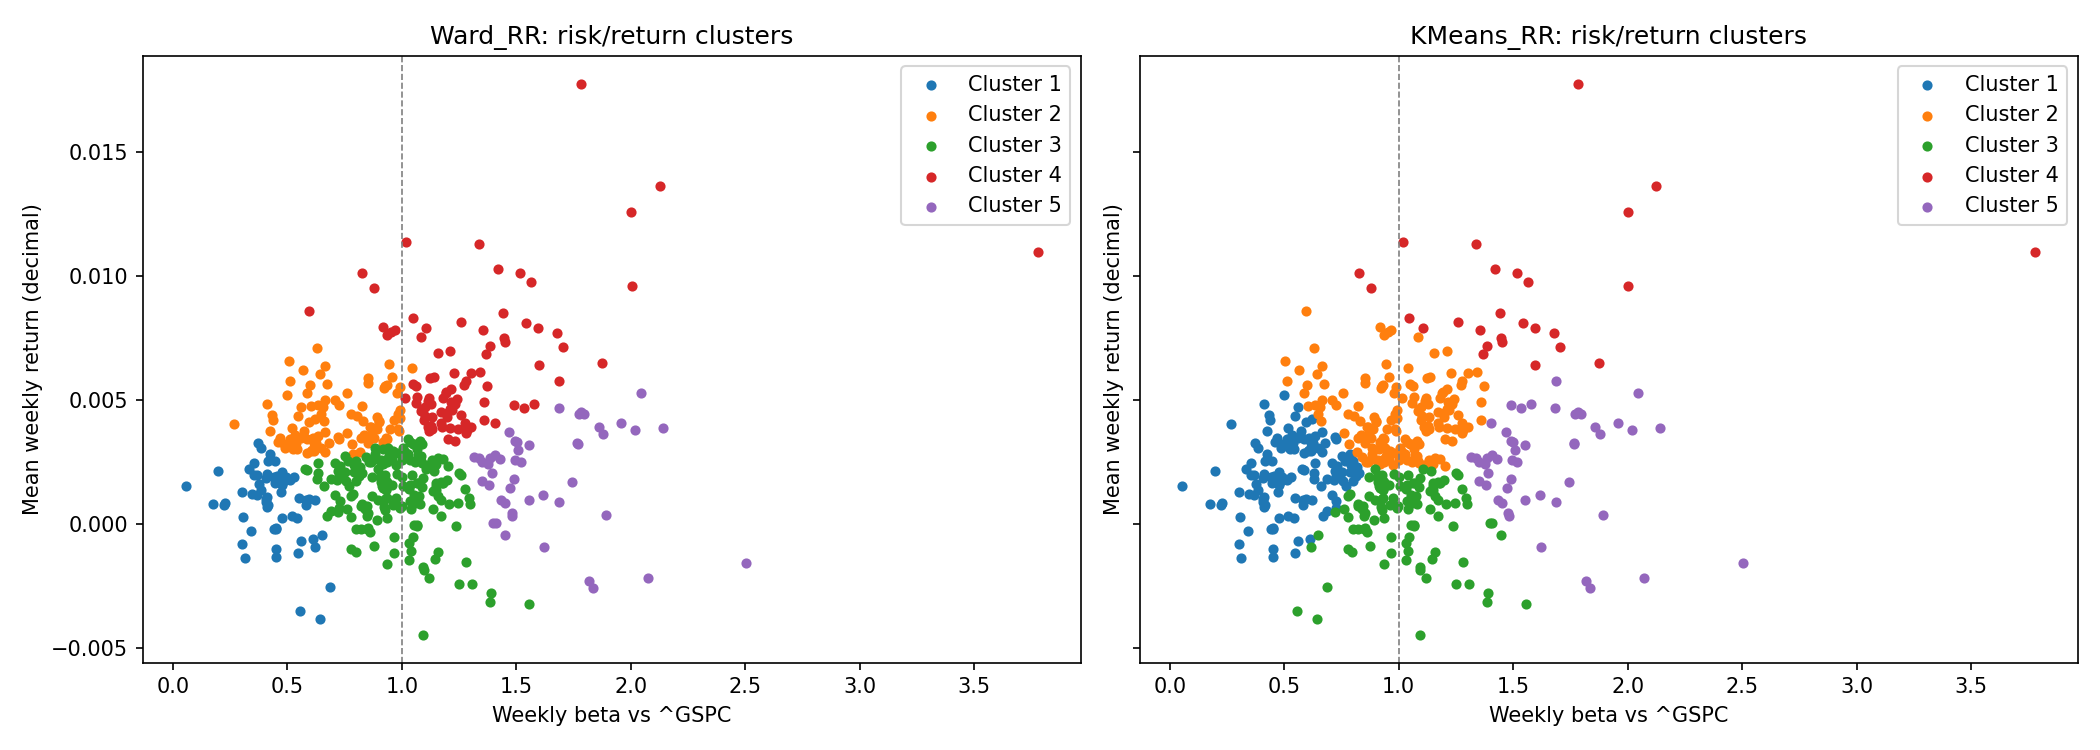 Ward_RR: risk/return clusters
Mean weekly return (decimal)
0.015
0.010
0.005
0.000
−0.005
0.0 0.5 1.0 1.5 2.0 2.5 3.0 3.5
Weekly beta vs ^GSPC
Cluster 1
Cluster 2
Cluster 3
Cluster 4
Cluster 5
KMeans_RR: risk/return clusters
Mean weekly return (decimal)
0.0 0.5 1.0 1.5 2.0 2.5 3.0 3.5
Weekly beta vs ^GSPC
Cluster 1
Cluster 2
Cluster 3
Cluster 4
Cluster 5